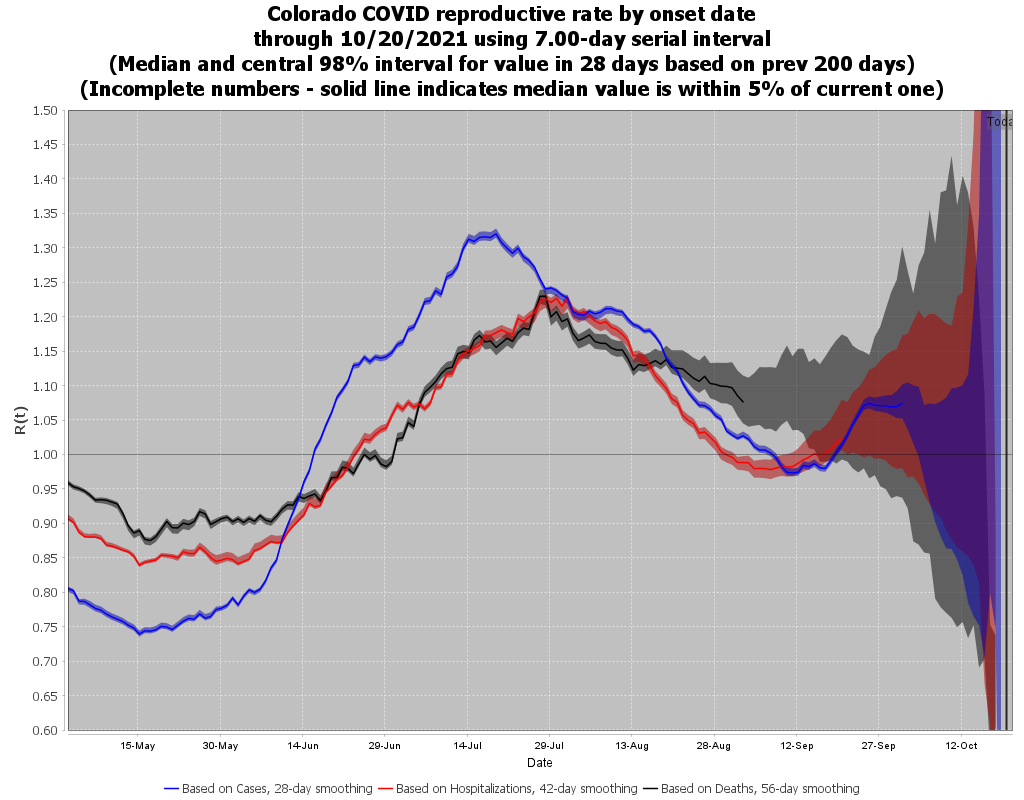 Colorado COVID reproductive rate by onset date
through 10/20/2021 using 7.00-day serial interval
(Median and central 98% interval for value in 28 days based on prev 200 days)
(Incomplete numbers - solid line indicates median value is within 5% of current one)
1.50
Toda
1.45
1.40
1.35
1.30
1.25
1.20
1.15
1.10
1.05
1.00
0.95
0.90
0.85
0.80
0.75
0.70
0.65
0.60
R(t)
15-May 30-May 14-Jun 29-Jun 14-Jul 29-Jul 13-Aug 28-Aug 12-Sep 27-Sep 12-Oct
Date
Based on Cases, 28-day smoothing Based on Hospitalizations, 42-day smoothing Based on Deaths, 56-day smoothing